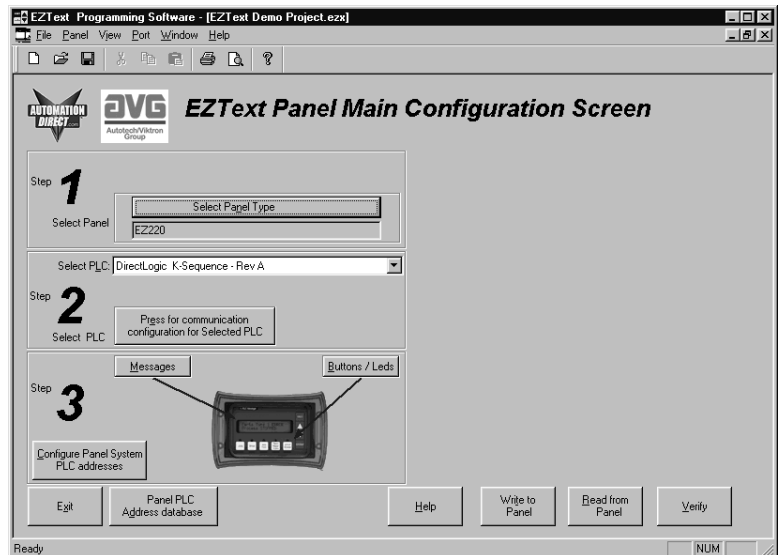 EZText Programming Software - [EZText Demo Project.ezx]
File Panel View Port Window Help
AUTOMATION
DIRECT.com
AVG
Autotech/Viktron
Group
EZText Panel Main Configuration Screen
Step 1
Select Panel
Select Panel Type
EZ220
Select PLC: DirectLogic K-Sequence - Rev A
Step 2
Select PLC
Press for communication
configuration for Selected PLC
Step 3
Messages
Buttons / Leds
Configure Panel System
PLC addresses
Exit
Panel PLC
Address database
Help
Write to
Panel
Read from
Panel
Verify
Ready
NUM